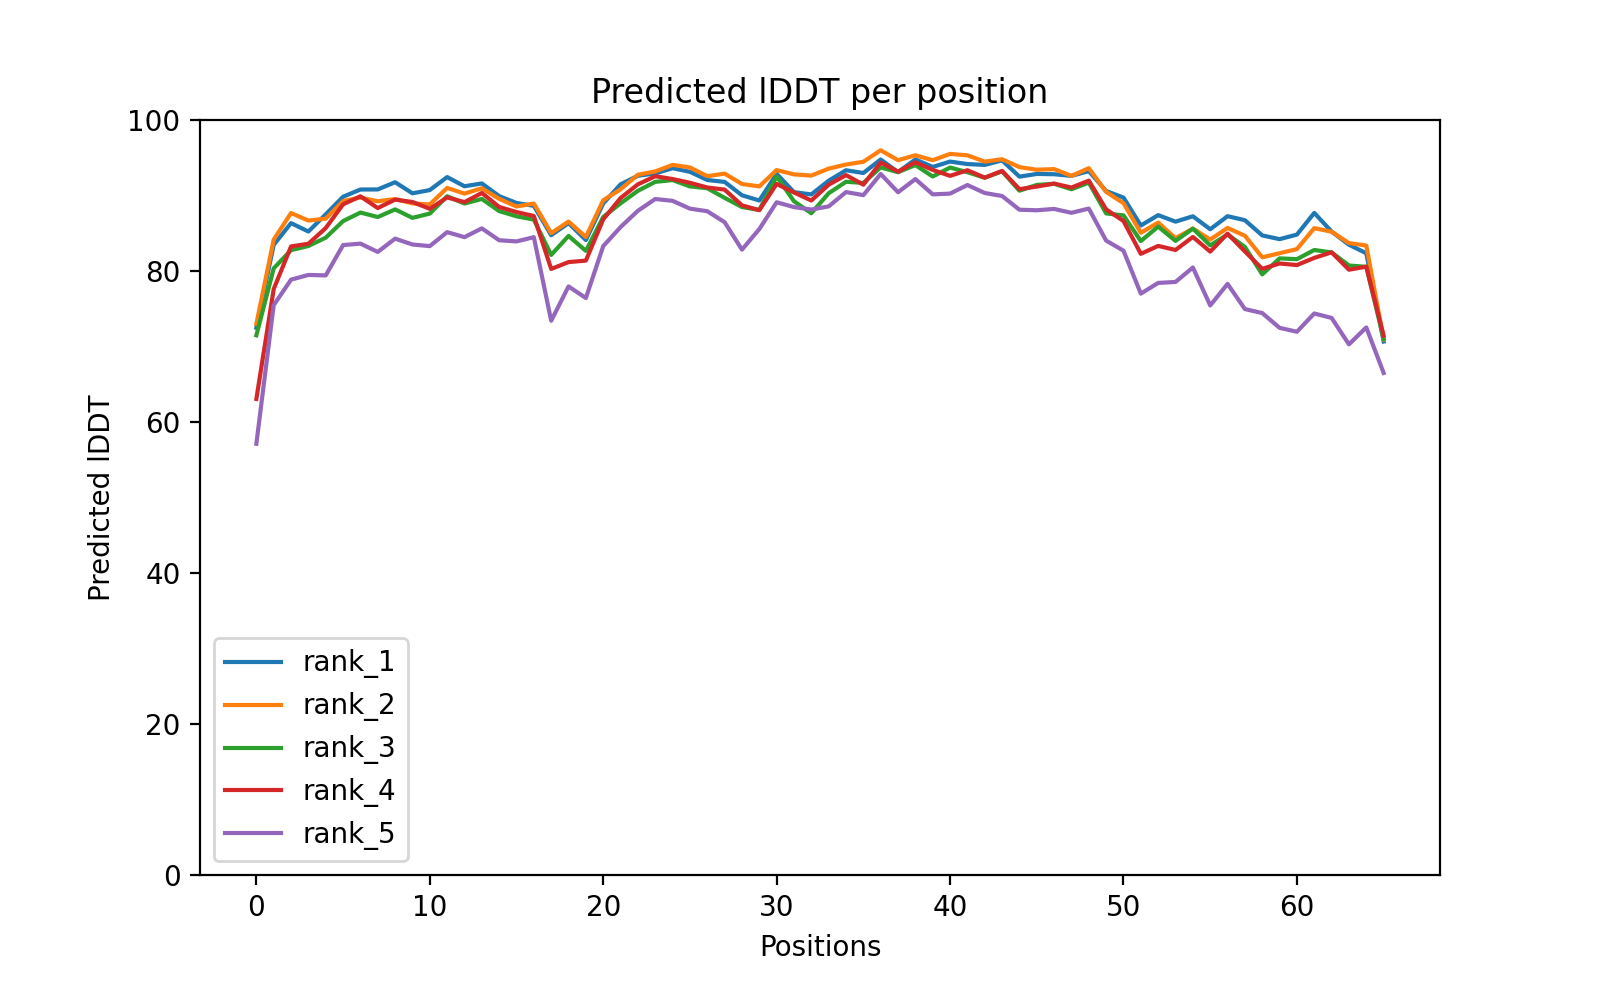 Predicted lDDT per position
100
80
60
40
20
0
Predicted lDDT
rank_1
rank_2
rank_3
rank_4
rank_5
0 10 20 30 40 50 60
Positions